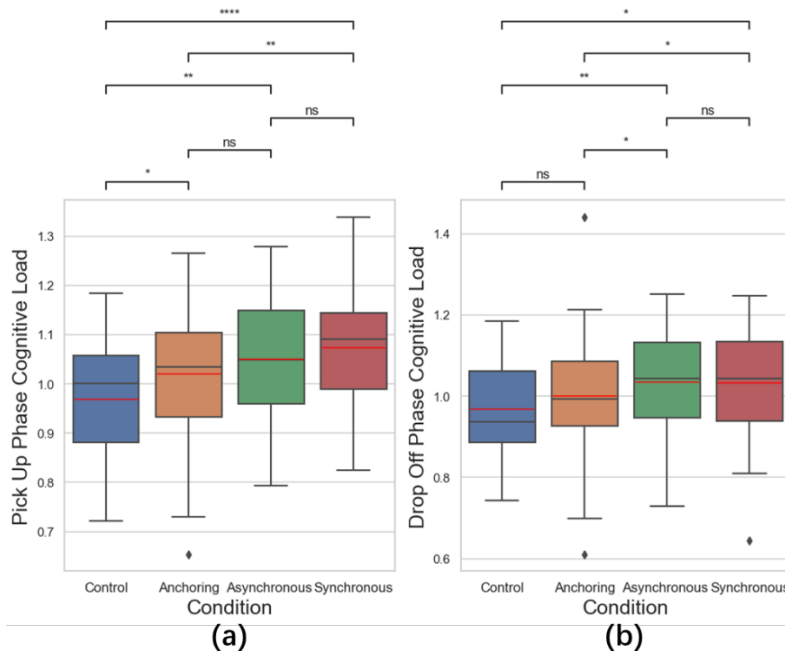 ****
**
**
ns
ns
*
Pick Up Phase Cognitive Load
1.3
1.2
1.1
1.0
0.9
0.8
0.7
Control Anchoring Asynchronous Synchronous
Condition
(a)
*
*
**
ns
*
ns
Drop Off Phase Cognitive Load
1.4
1.2
1.0
0.8
0.6
Control Anchoring Asynchronous Synchronous
Condition
(b)